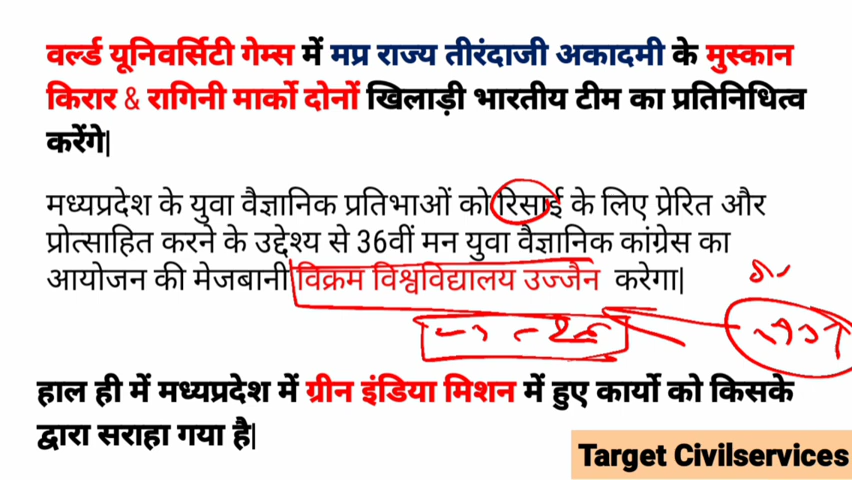 वर्ल्ड यूनिवर्सिटी गेम्स में मप्र राज्य तीरंदाजी अकादमी के मुस्कान
किरार & रागिनी मार्को दोनों खिलाड़ी भारतीय टीम का प्रतिनिधित्व
करेंगे|
मध्यप्रदेश के युवा वैज्ञानिक प्रतिभाओं को रिसाई के लिए प्रेरित और
प्रोत्साहित करने के उद्देश्य से 36वीं मन युवा वैज्ञानिक कांग्रेस का
आयोजन की मेजबानी विक्रम विश्वविद्यालय उज्जैन करेगा|
हाल ही में मध्यप्रदेश में ग्रीन इंडिया मिशन में हुए कार्यो को किसके
द्वारा सराहा गया है|
Target Civilservices